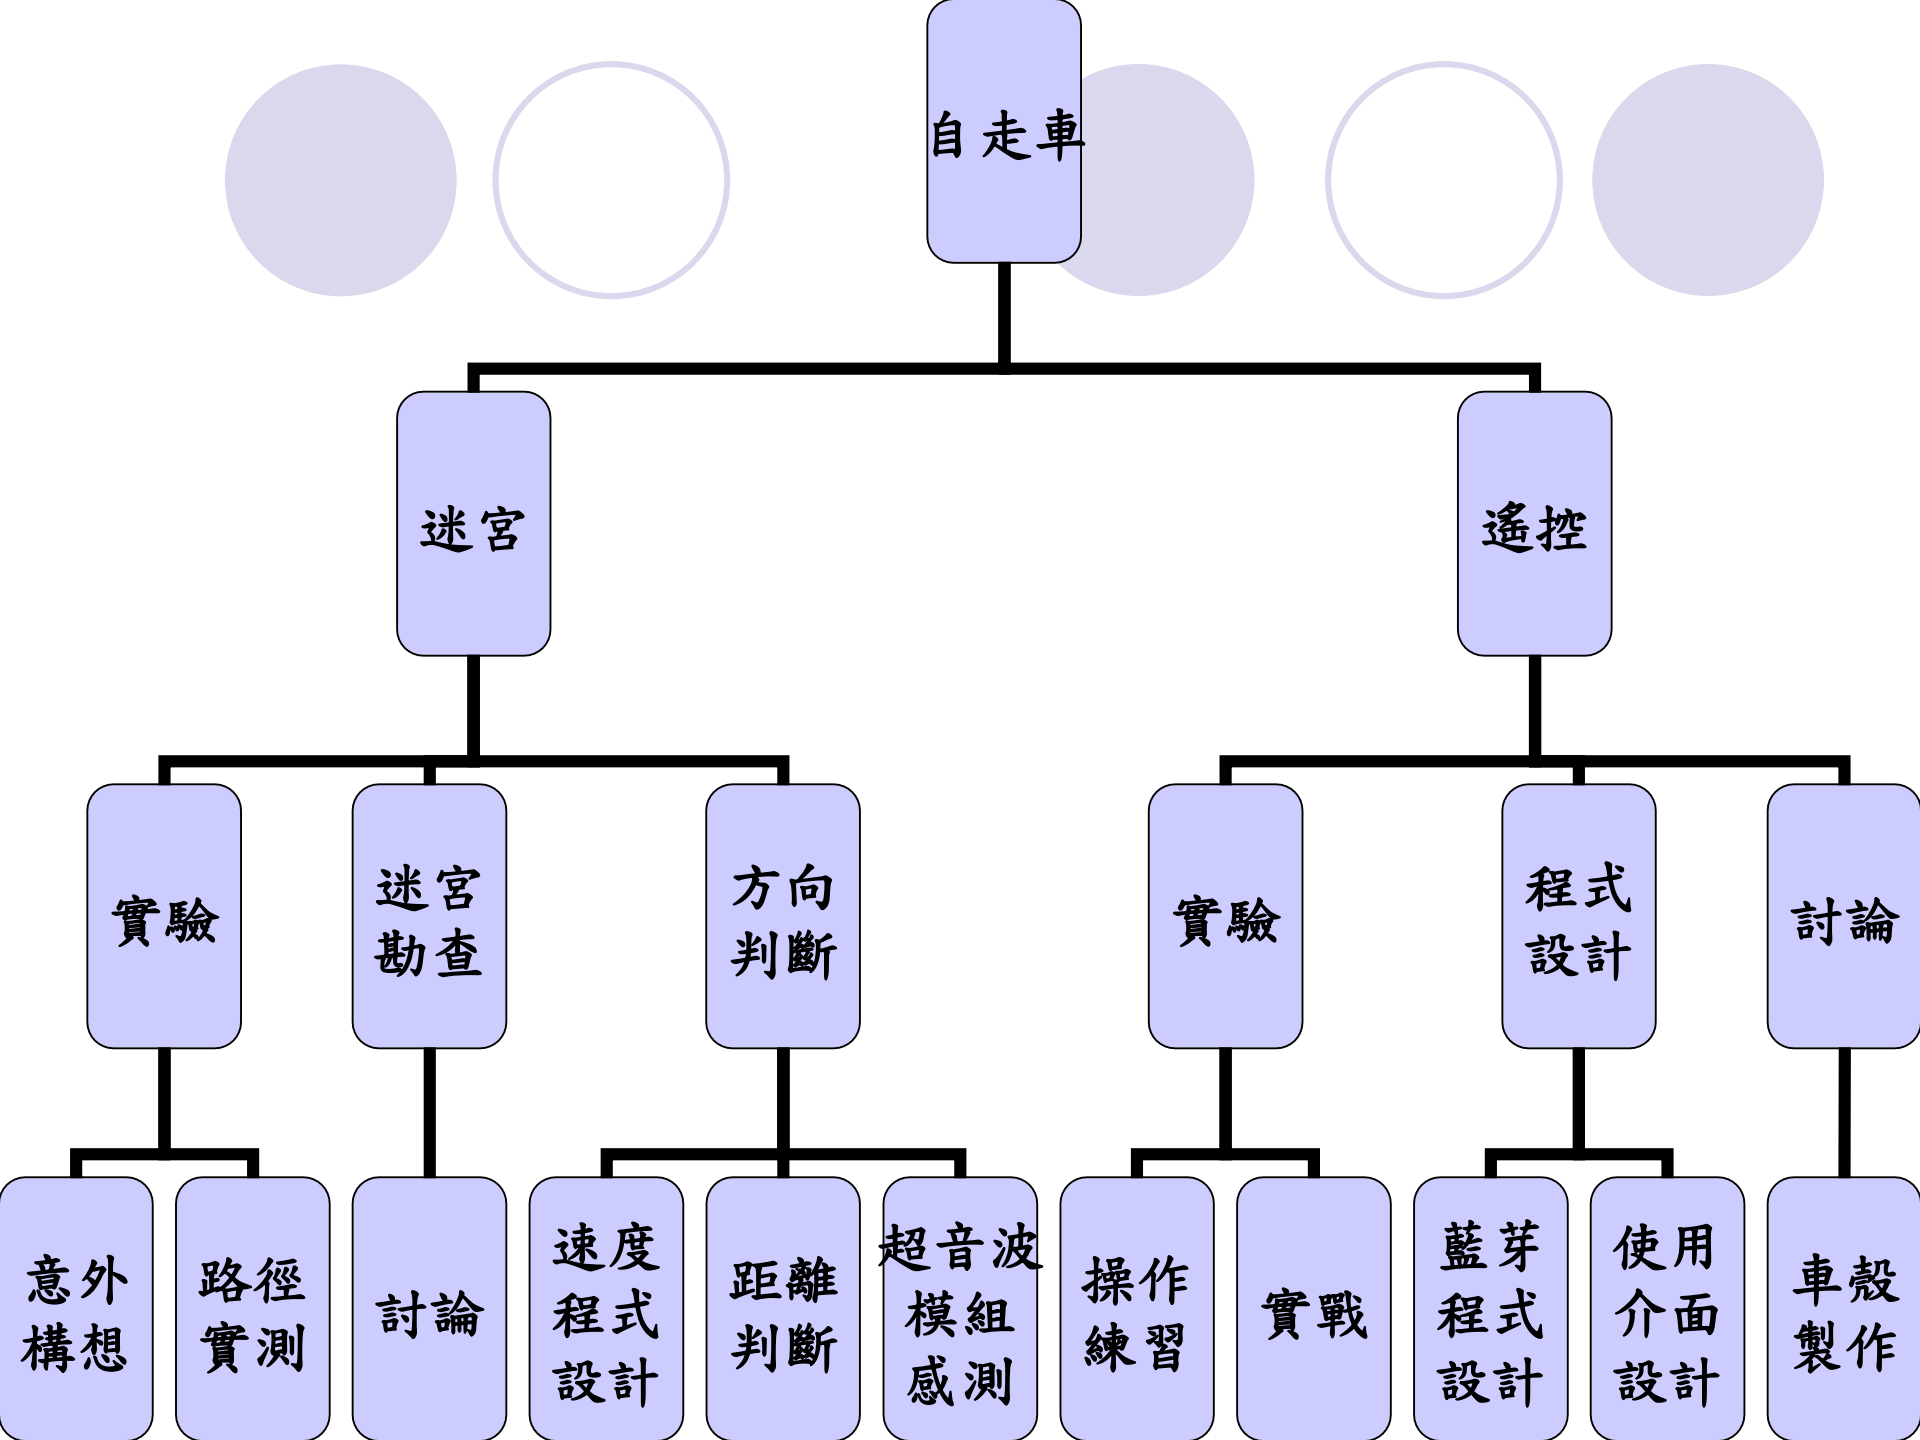 自走車
迷宮
遙控
實驗
迷宮
勘查
方向
判斷
實驗
程式
設計
討論
意外
構想
路徑
實測
討論
速度
程式
設計
距離
判斷
超音波
模組
感測
操作
練習
實戰
藍芽
程式
設計
使用
介面
設計
車殼
製作